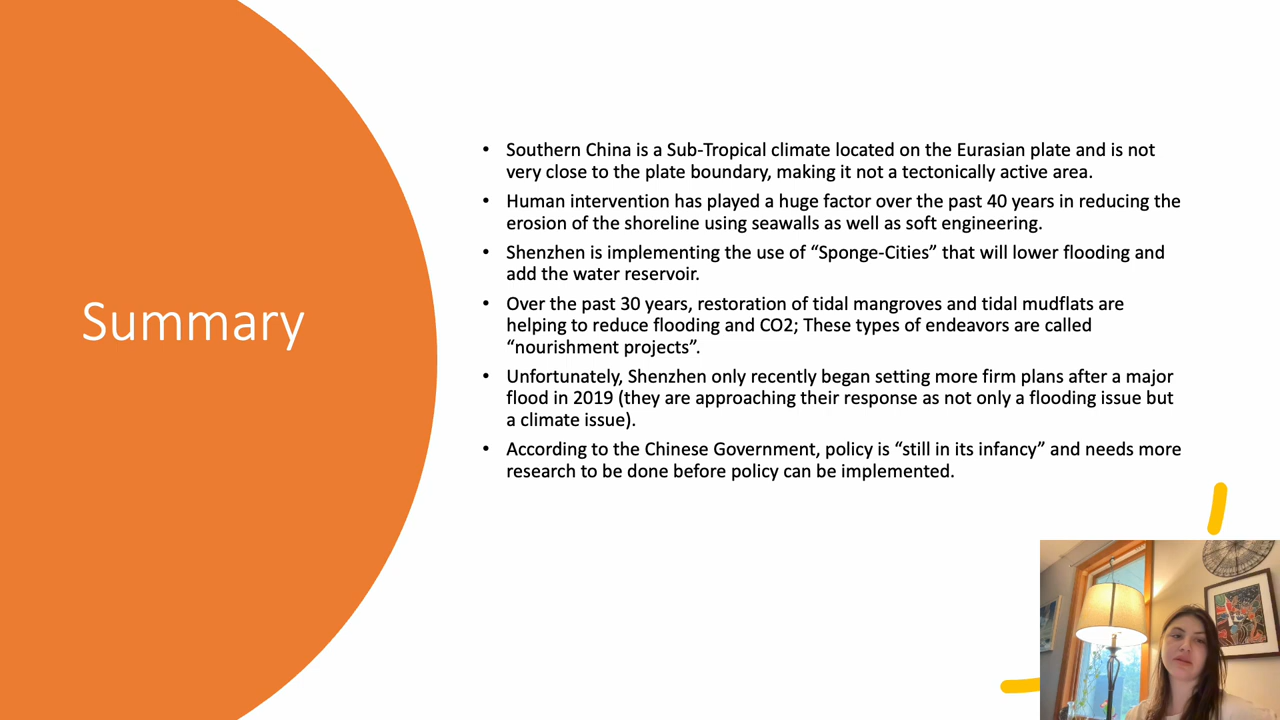 Summary
• Southern China is a Sub-Tropical climate located on the Eurasian plate and is not
very close to the plate boundary, making it not a tectonically active area.
• Human intervention has played a huge factor over the past 40 years in reducing the
erosion of the shoreline using seawalls as well as soft engineering.
• Shenzhen is implementing the use of “Sponge-Cities” that will lower flooding and
add the water reservoir.
• Over the past 30 years, restoration of tidal mangroves and tidal mudflats are
helping to reduce flooding and CO2; These types of endeavors are called
“nourishment projects”.
• Unfortunately, Shenzhen only recently began setting more firm plans after a major
flood in 2019 (they are approaching their response as not only a flooding issue but
a climate issue).
• According to the Chinese Government, policy is “still in its infancy” and needs more
research to be done before policy can be implemented.